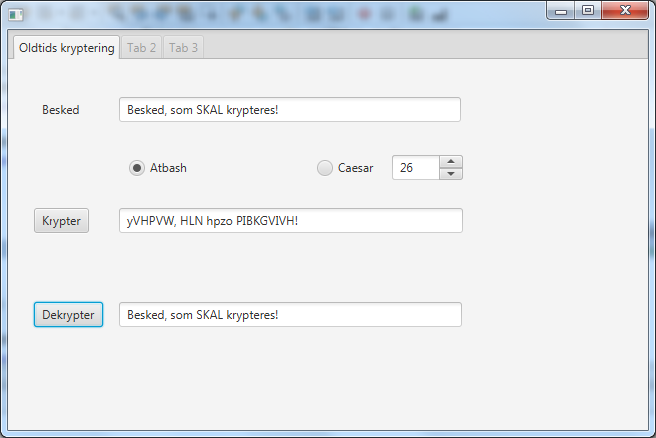 Oldtids kryptering Tab 2 Tab 3
Besked Besked, som SKAL krypteres!
Atbash Caesar 26
Krypter yVHPVW, HLN hpzo PIBKGVIVH!
Dekrypter Besked, som SKAL krypteres!